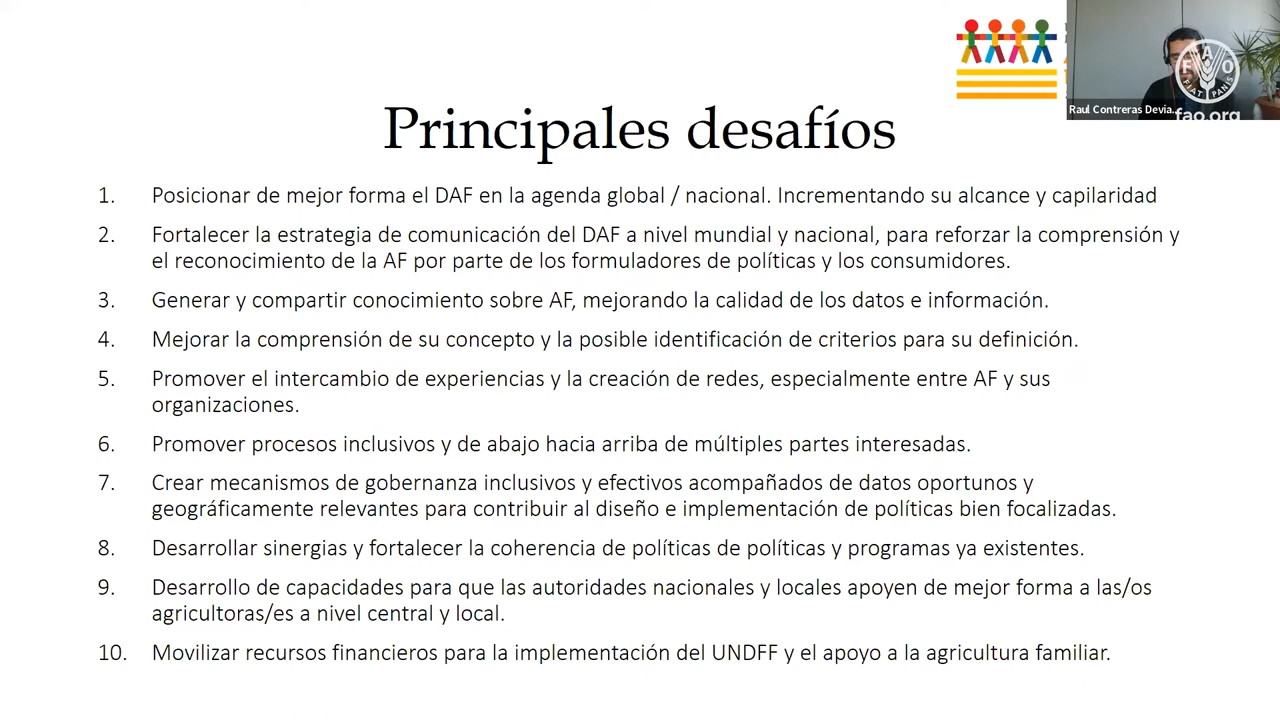 Principales desafíos
1. Posicionar de mejor forma el DAF en la agenda global / nacional. Incrementando su alcance y capilaridad
2. Fortalecer la estrategia de comunicación del DAF a nivel mundial y nacional, para reforzar la comprensión y
el reconocimiento de la AF por parte de los formuladores de políticas y los consumidores.
3. Generar y compartir conocimiento sobre AF, mejorando la calidad de los datos e información.
4. Mejorar la comprensión de su concepto y la posible identificación de criterios para su definición.
5. Promover el intercambio de experiencias y la creación de redes, especialmente entre AF y sus
organizaciones.
6. Promover procesos inclusivos y de abajo hacia arriba de múltiples partes interesadas.
7. Crear mecanismos de gobernanza inclusivos y efectivos acompañados de datos oportunos y
geográficamente relevantes para contribuir al diseño e implementación de políticas bien focalizadas.
8. Desarrollar sinergias y fortalecer la coherencia de políticas de políticas y programas ya existentes.
9. Desarrollo de capacidades para que las autoridades nacionales y locales apoyen de mejor forma a las/os
agricultoras/es a nivel central y local.
10. Movilizar recursos financieros para la implementación del UNDFF y el apoyo a la agricultura familiar.
Raul Contreras Devia...
FAO
FIAT PANIS
fao.org